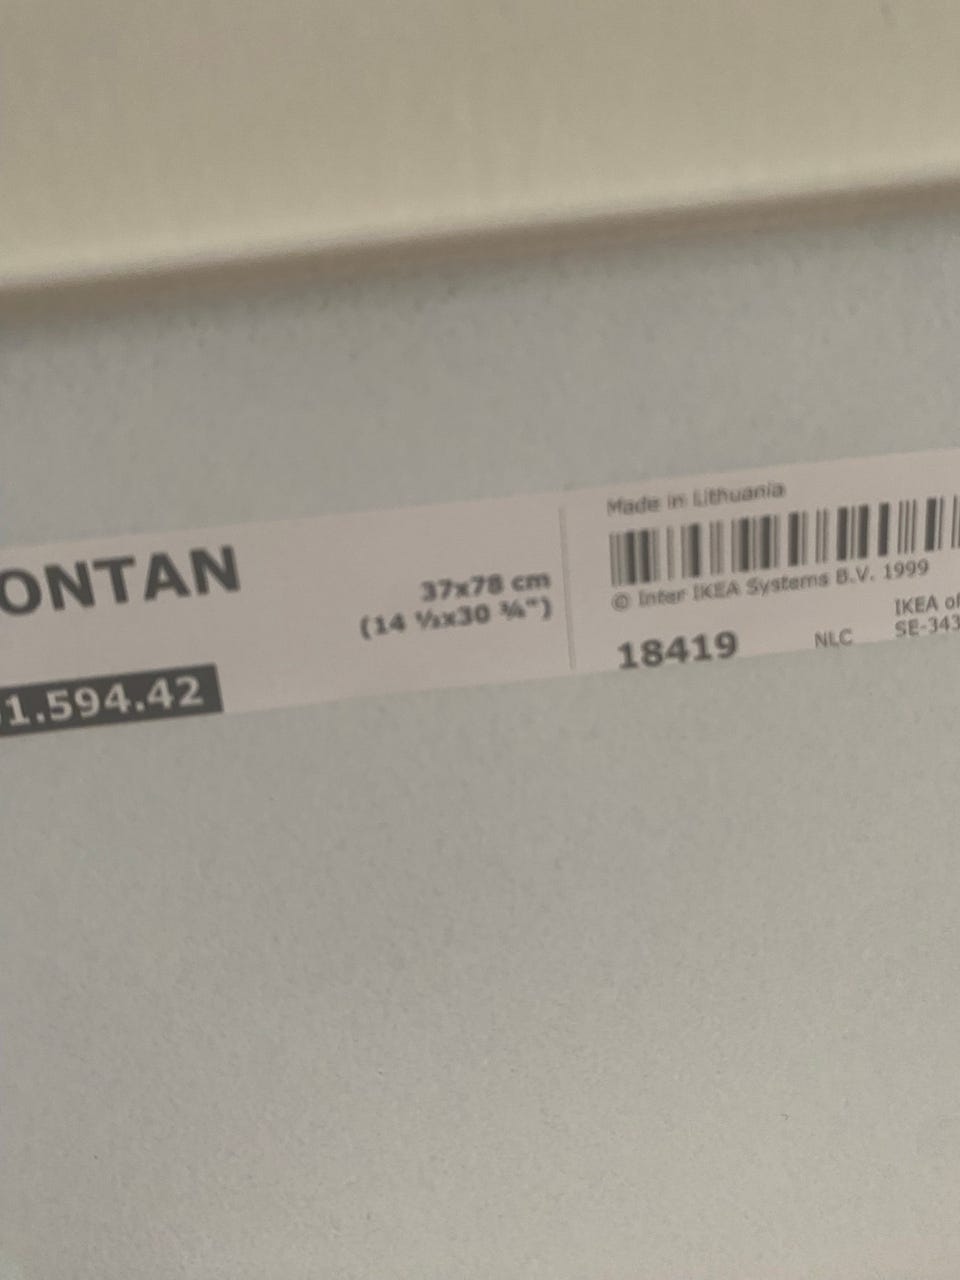 ONTAN
37x78 cm
(14 ½x30 ¾")
1.594.42
Made in Lithuania
© Inter IKEA Systems B.V. 1999
18419
NLC
IKEA of
SE-343